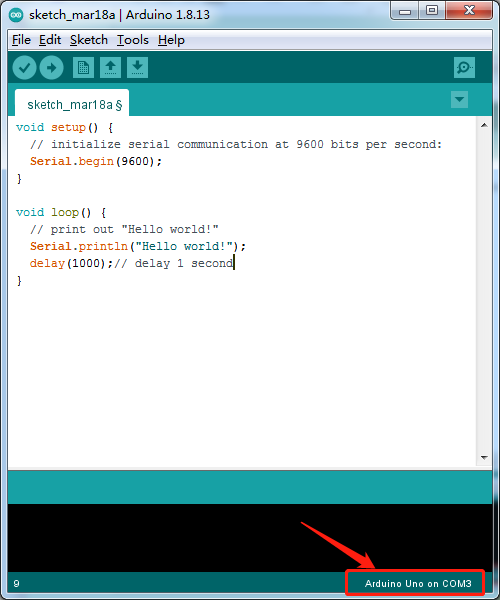 sketch_mar18a | Arduino 1.8.13
File Edit Sketch Tools Help
sketch_mar18a §
void setup() {
  // initialize serial communication at 9600 bits per second:
  Serial.begin(9600);
}

void loop() {
  // print out "Hello world!"
  Serial.println("Hello world!");
  delay(1000);// delay 1 second
}
9
Arduino Uno on COM3